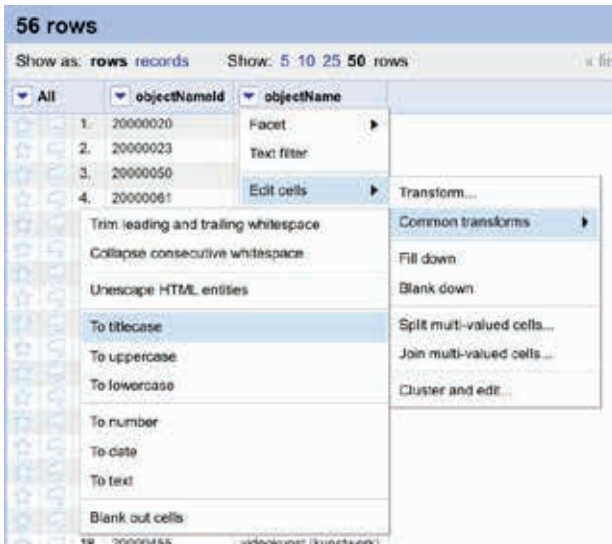 56 rows
Show as: rows records Show: 5 10 25 50 rows
All objectNameId objectName
1. 20000020
2. 20000023
3. 20000050
4. 20000061
Facet
Text filter
Edit cells
Transform...
Common transforms
Fill down
Blank down
Split multi-valued cells...
Join multi-valued cells...
Cluster and edit...
Trim leading and trailing whitespace
Collapse consecutive whitespace
Unescape HTML entities
To titlecase
To uppercase
To lowercase
To number
To date
To text
Blank out cells